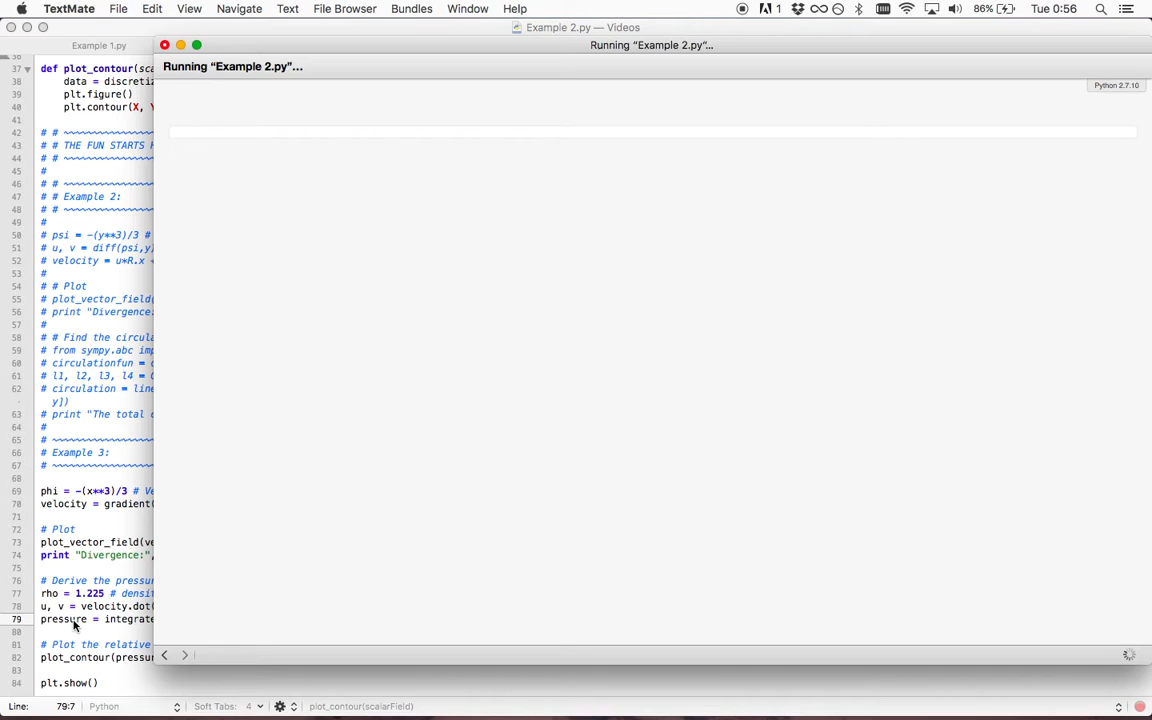 TextMate File Edit View Navigate Text File Browser Bundles Window Help 1 86% Tue 0:56
Example 2.py — Videos
Example 1.py
Running “Example 2.py”…
Running “Example 2.py”…
Python 2.7.10
36
37 def plot_contour(sca
38 data = discretiz
39 plt.figure()
40 plt.contour(X, Y
41
42 # # ~~~~~~~~~~~~~~~~
43 # # THE FUN STARTS H
44 # # ~~~~~~~~~~~~~~~~
45 #
46 # # ~~~~~~~~~~~~~~~~
47 # # Example 2:
48 # # ~~~~~~~~~~~~~~~~
49 #
50 # psi = -(y**3)/3 #
51 # u, v = diff(psi,y)
52 # velocity = u*R.x +
53 #
54 # # Plot
55 # plot_vector_field(
56 # print "Divergence:
57 #
58 # # Find the circula
59 # from sympy.abc imp
60 # circulationfun = c
61 # l1, l2, l3, l4 = C
62 # circulation = line
· y])
63 # print "The total c
64 #
65 # ~~~~~~~~~~~~~~~~~~
66 # Example 3:
67 # ~~~~~~~~~~~~~~~~~~
68
69 phi = -(x**3)/3 # Ve
70 velocity = gradient(
71
72 # Plot
73 plot_vector_field(ve
74 print "Divergence:",
75
76 # Derive the pressur
77 rho = 1.225 # densit
78 u, v = velocity.dot(
79 pressure = integrate
80
81 # Plot the relative
82 plot_contour(pressur
83
84 plt.show()
Line: 79:7 Python Soft Tabs: 4 plot_contour(scalarField)